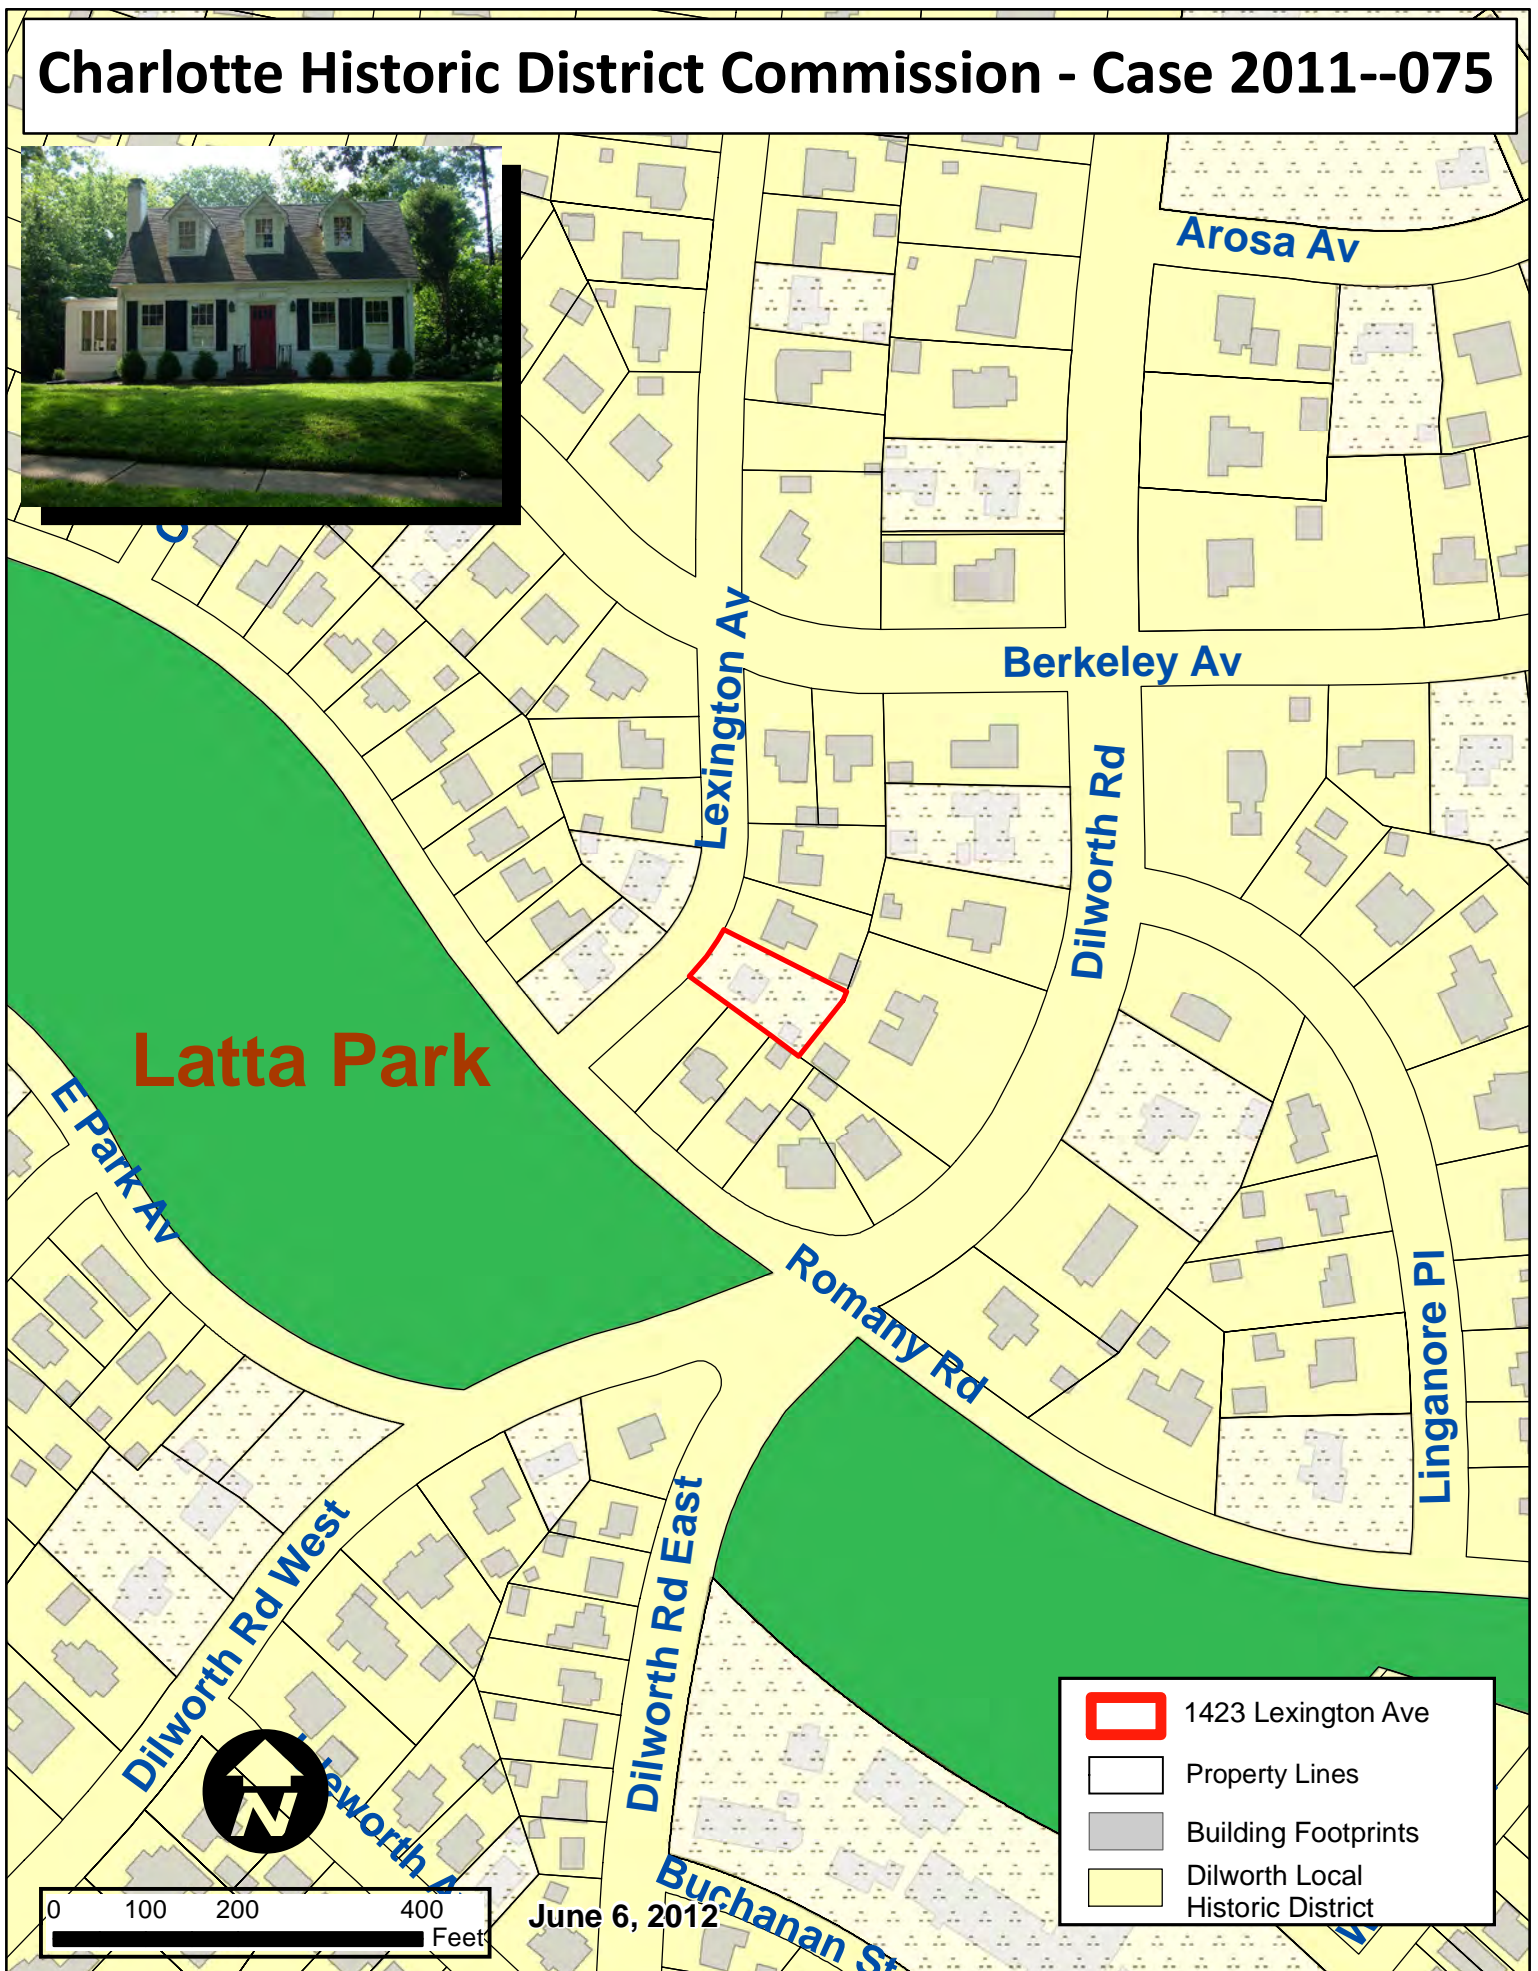 Charlotte Historic District Commission - Case 2011--075
Arosa Av
Lexington Av
Berkeley Av
Lexington Av
Dilworth Rd
Latta Park
E Park Av
Romany Rd
Linganore Pl
Dilworth Rd West
Dilworth Rd East
Buchanan St
N
0 100 200 400
Feet
June 6, 2012
1423 Lexington Ave
Property Lines
Building Footprints
Dilworth Local
Historic District